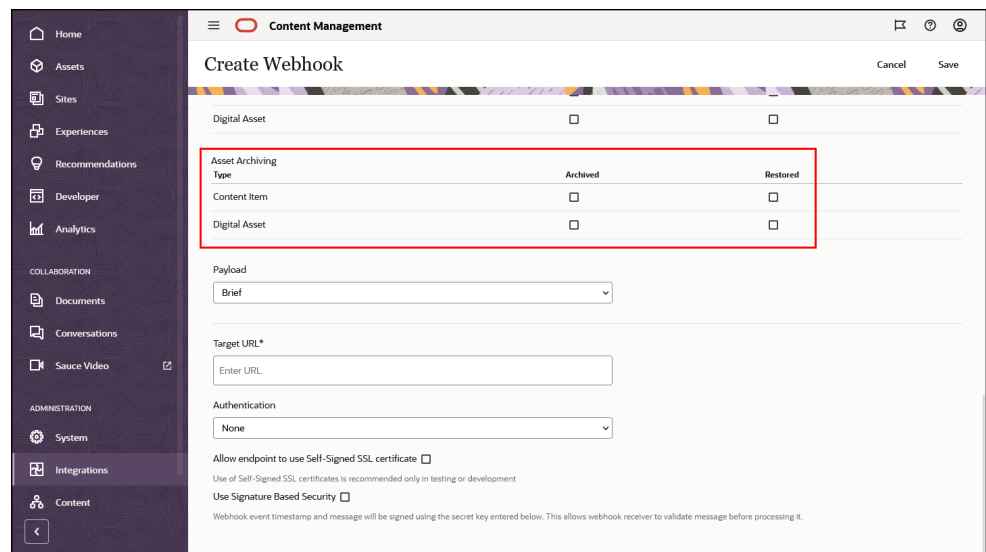 Home
Assets
Sites
Experiences
Recommendations
Developer
Analytics
COLLABORATION
Documents
Conversations
Sauce Video
ADMINISTRATION
System
Integrations
Content
Content Management
Create Webhook
Cancel Save
Digital Asset
Asset Archiving
Type Archived Restored
Content Item
Digital Asset
Payload
Brief
Target URL*
Enter URL
Authentication
None
Allow endpoint to use Self-Signed SSL certificate
Use of Self-Signed SSL certificates is recommended only in testing or development
Use Signature Based Security
Webhook event timestamp and message will be signed using the secret key entered below. This allows webhook receiver to validate message before processing it.